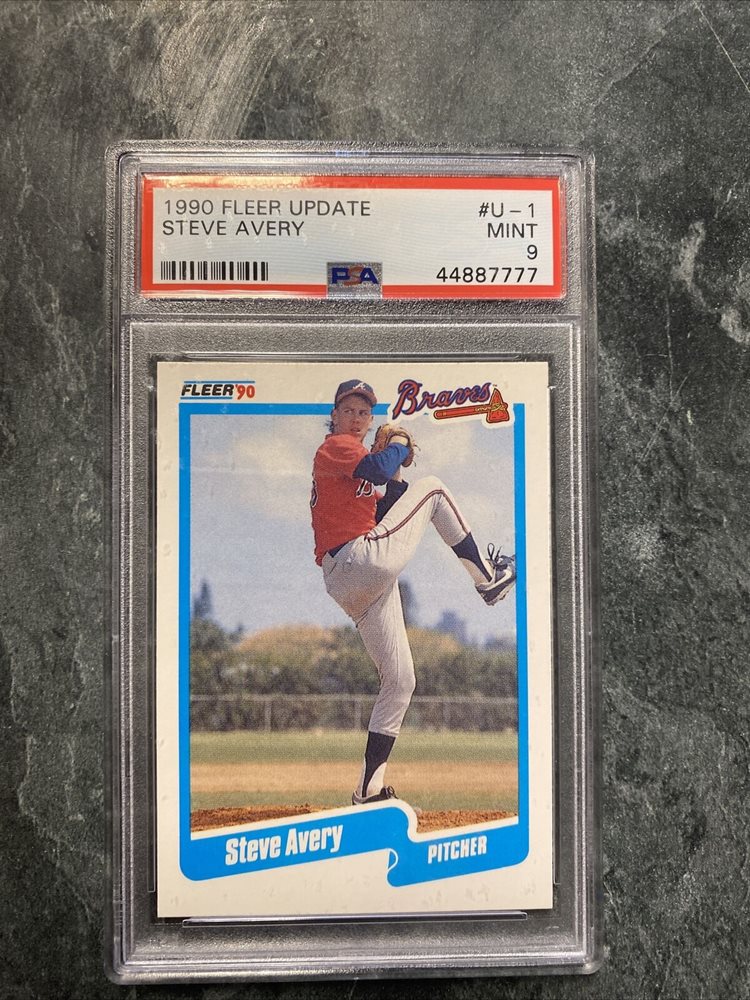 1990 FLEER UPDATE #U-1
STEVE AVERY MINT
9
PSA 44887777
FLEER '90
Braves
Steve Avery
PITCHER